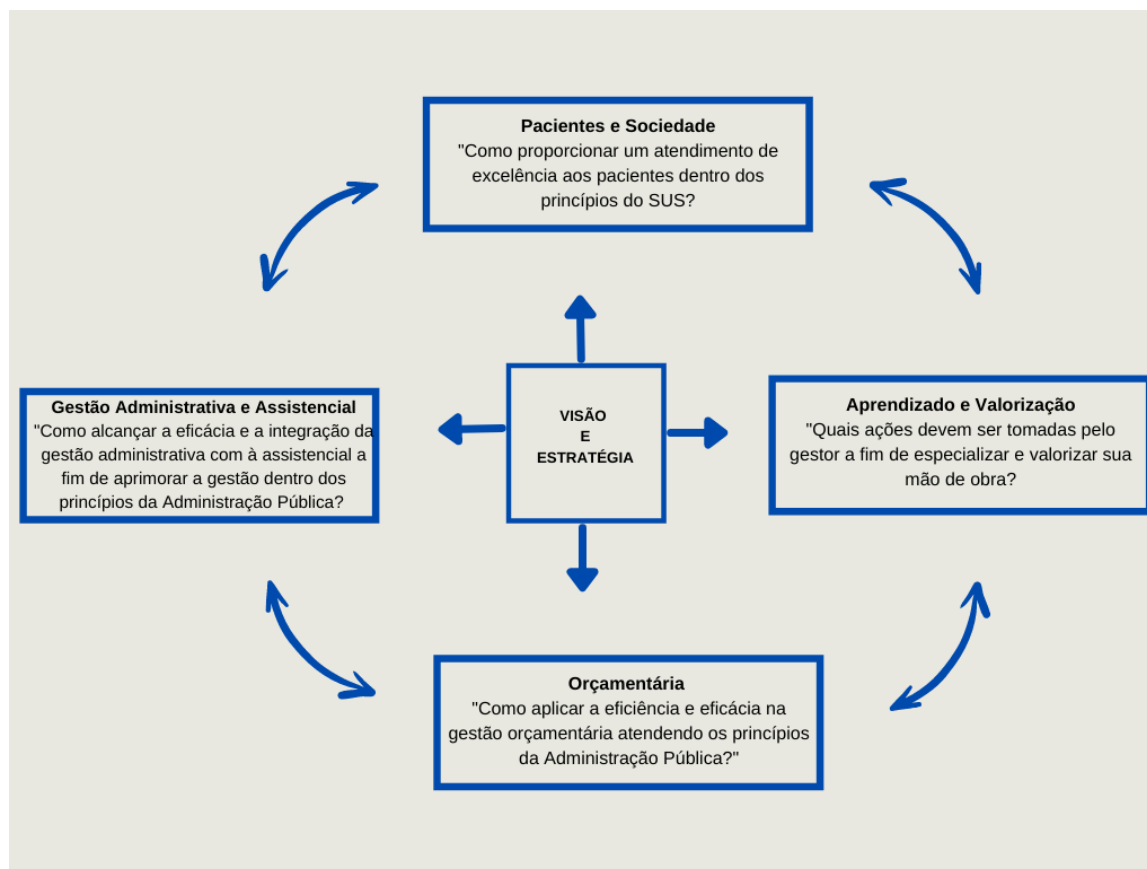 Pacientes e Sociedade
"Como proporcionar um atendimento de
excelência aos pacientes dentro dos
princípios do SUS?
Gestão Administrativa e Assistencial
"Como alcançar a eficácia e a integração da
gestão administrativa com à assistencial a
fim de aprimorar a gestão dentro dos
princípios da Administração Pública?
VISÃO
E
ESTRATÉGIA
Aprendizado e Valorização
"Quais ações devem ser tomadas pelo
gestor a fim de especializar e valorizar sua
mão de obra?
Orçamentária
"Como aplicar a eficiência e eficácia na
gestão orçamentária atendendo os princípios
da Administração Pública?"